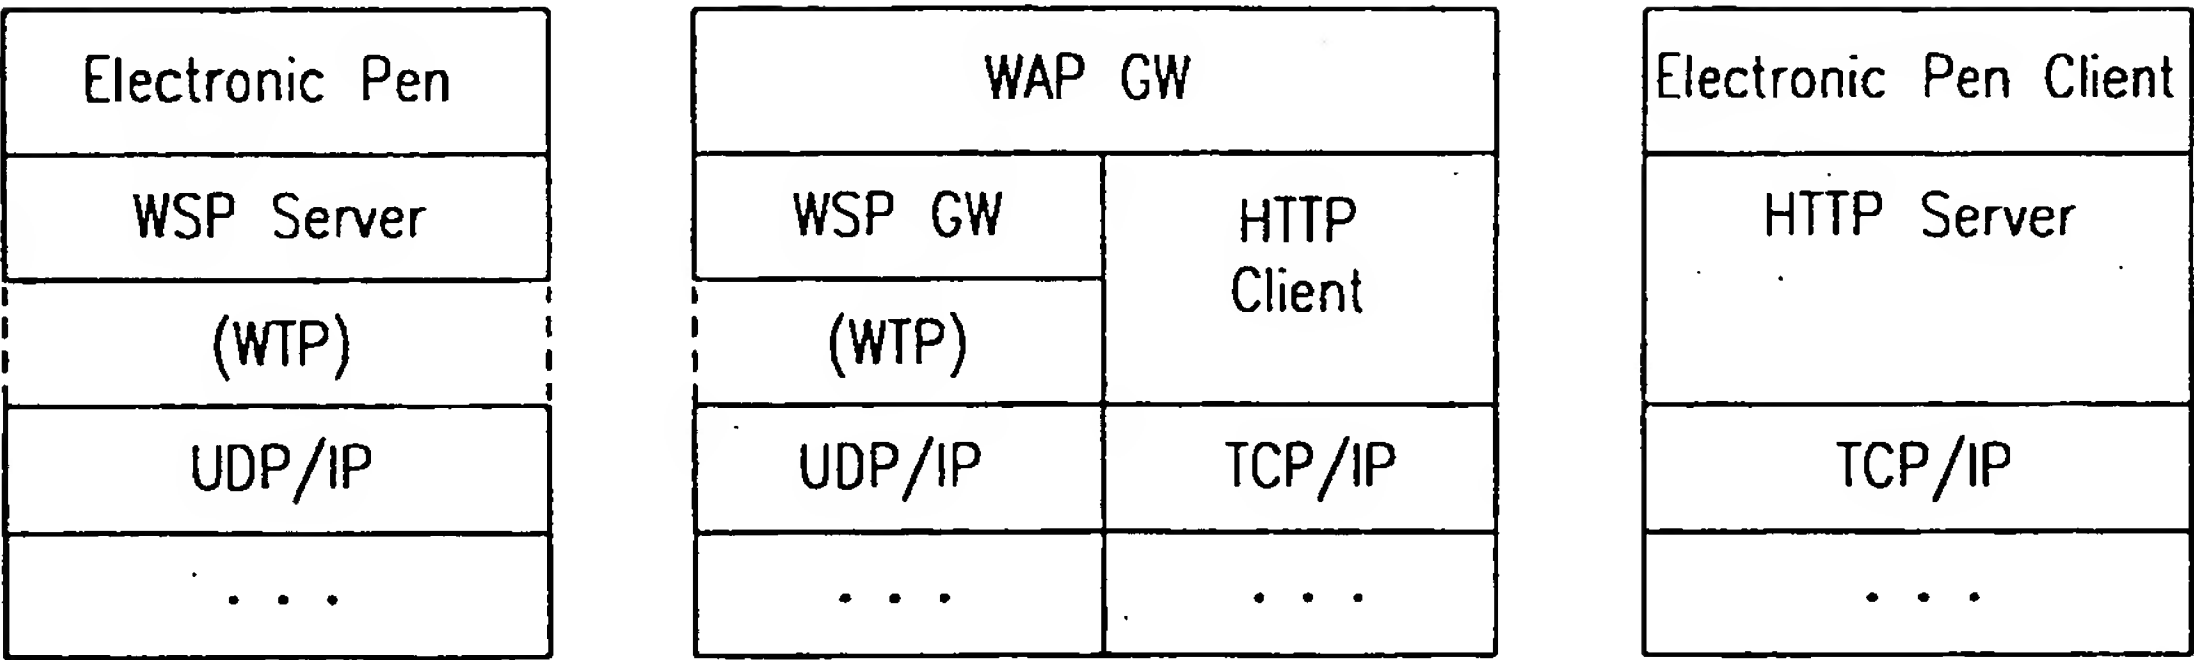 Electronic Pen
WSP Server
(WTP)
UDP/IP
...
WAP GW
WSP GW
(WTP)
UDP/IP
...
HTTP
Client
TCP/IP
...
Electronic Pen Client
HTTP Server
TCP/IP
...